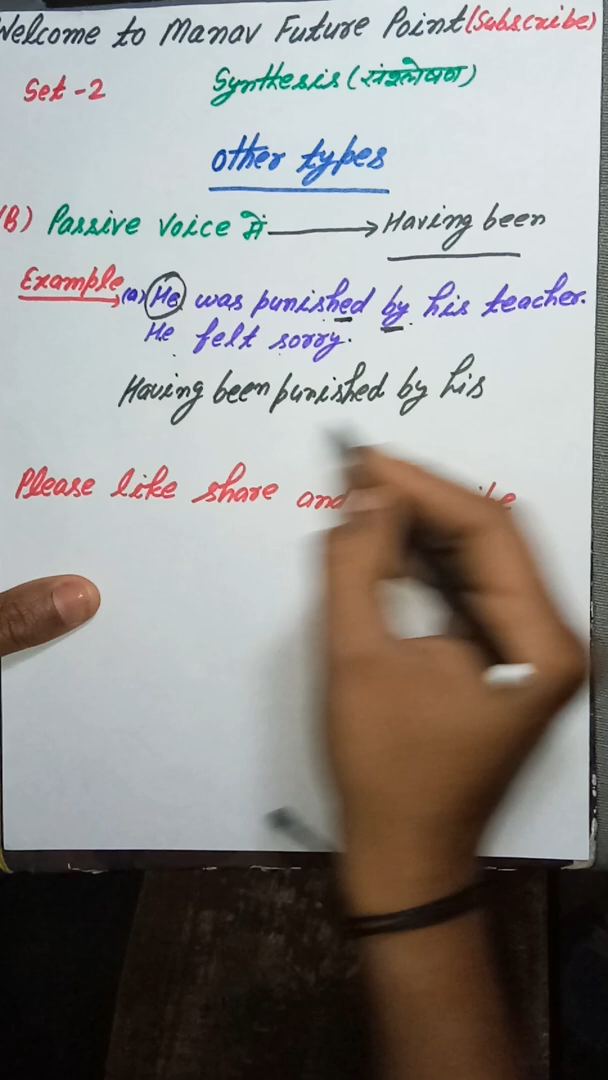 Welcome to Manav Future Point (Subscribe)
Set-2 Synthesis (संश्लेषण)
other types
(B) Passive voice में → Having been
Example → (a) He was punished by his teacher.
He felt sorry.
Having been punished by his
Please like share and